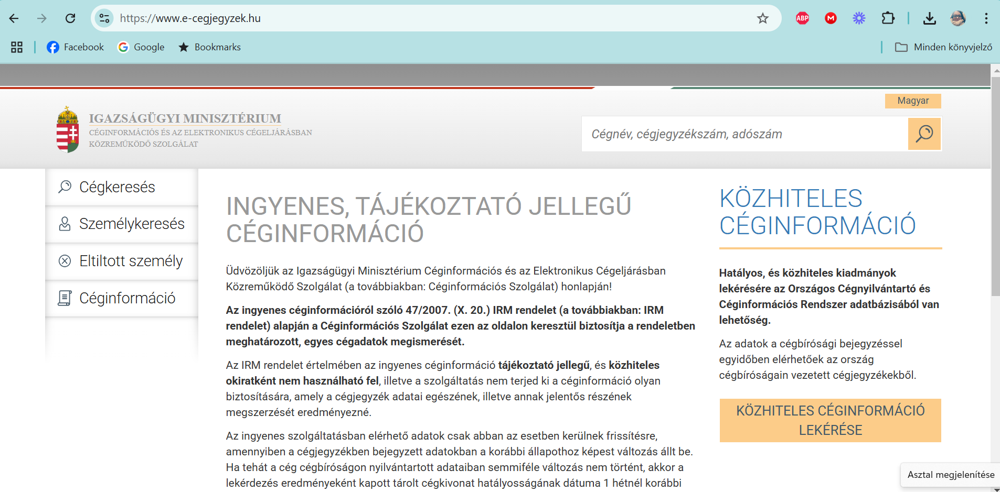 https://www.e-cegjegyzek.hu
ABP
M
Facebook
Google
Bookmarks
Minden könyvjelző
Magyar
IGAZSÁGÜGYI MINISZTÉRIUM
CÉGINFORMÁCIÓS ÉS AZ ELEKTRONIKUS CÉGELJÁRÁSBAN
KÖZREMŰKÖDŐ SZOLGÁLAT
Cégnév, cégjegyzékszám, adószám
Cégkeresés
Személykeresés
Eltiltott személy
Céginformáció
INGYENES, TÁJÉKOZTATÓ JELLEGŰ
CÉGINFORMÁCIÓ
Üdvözöljük az Igazságügyi Minisztérium Céginformációs és az Elektronikus Cégeljárásban
Közreműködő Szolgálat (a továbbiakban: Céginformációs Szolgálat) honlapján!
Az ingyenes céginformációról szóló 47/2007. (X. 20.) IRM rendelet (a továbbiakban: IRM
rendelet) alapján a Céginformációs Szolgálat ezen az oldalon keresztül biztosítja a rendeletben
meghatározott, egyes cégadatok megismerését.
Az IRM rendelet értelmében az ingyenes céginformáció tájékoztató jellegű, és közhiteles
okiratként nem használható fel, illetve a szolgáltatás nem terjed ki a céginformáció olyan
biztosítására, amely a cégjegyzék adatai egészének, illetve annak jelentős részének
megszerzését eredményezné.
Az ingyenes szolgáltatásban elérhető adatok csak abban az esetben kerülnek frissítésre,
amennyiben a cégjegyzékben bejegyzett adatokban a korábbi állapothoz képest változás állt be.
Ha tehát a cég cégbíróságon nyilvántartott adataiban semmiféle változás nem történt, akkor a
lekérdezés eredményeként kapott tárolt cégkivonat hatályosságának dátuma 1 hétnél korábbi
KÖZHITELES
CÉGINFORMÁCIÓ
Hatályos, és közhiteles kiadmányok
lekérésére az Országos Cégnyilvántartó és
Céginformációs Rendszer adatbázisából van
lehetőség.
Az adatok a cégbírósági bejegyzéssel
egyidőben elérhetőek az ország
cégbíróságain vezetett cégjegyzékekből.
KÖZHITELES CÉGINFORMÁCIÓ
LEKÉRÉSE
Asztal megjelenítése